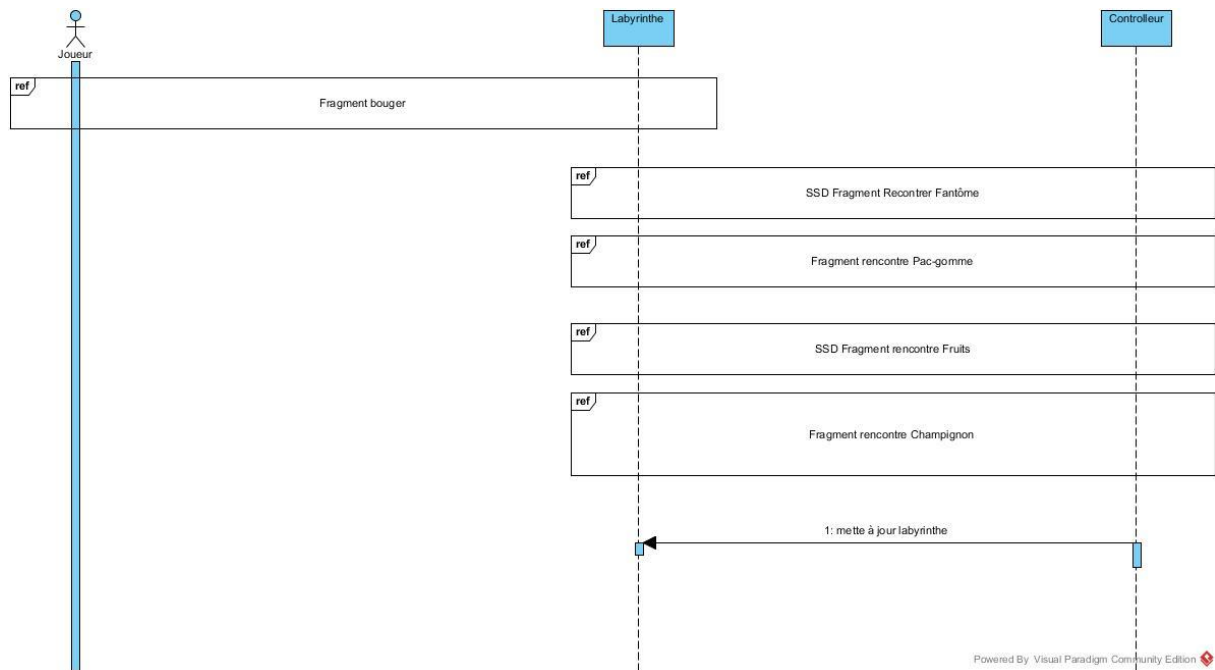 Joueur
Labyrinthe
Controlleur
ref
Fragment bouger
ref
SSD Fragment Recontrer Fantôme
ref
Fragment rencontre Pac-gomme
ref
SSD Fragment rencontre Fruits
ref
Fragment rencontre Champignon
1: mette à jour labyrinthe
Powered By Visual Paradigm Community Edition